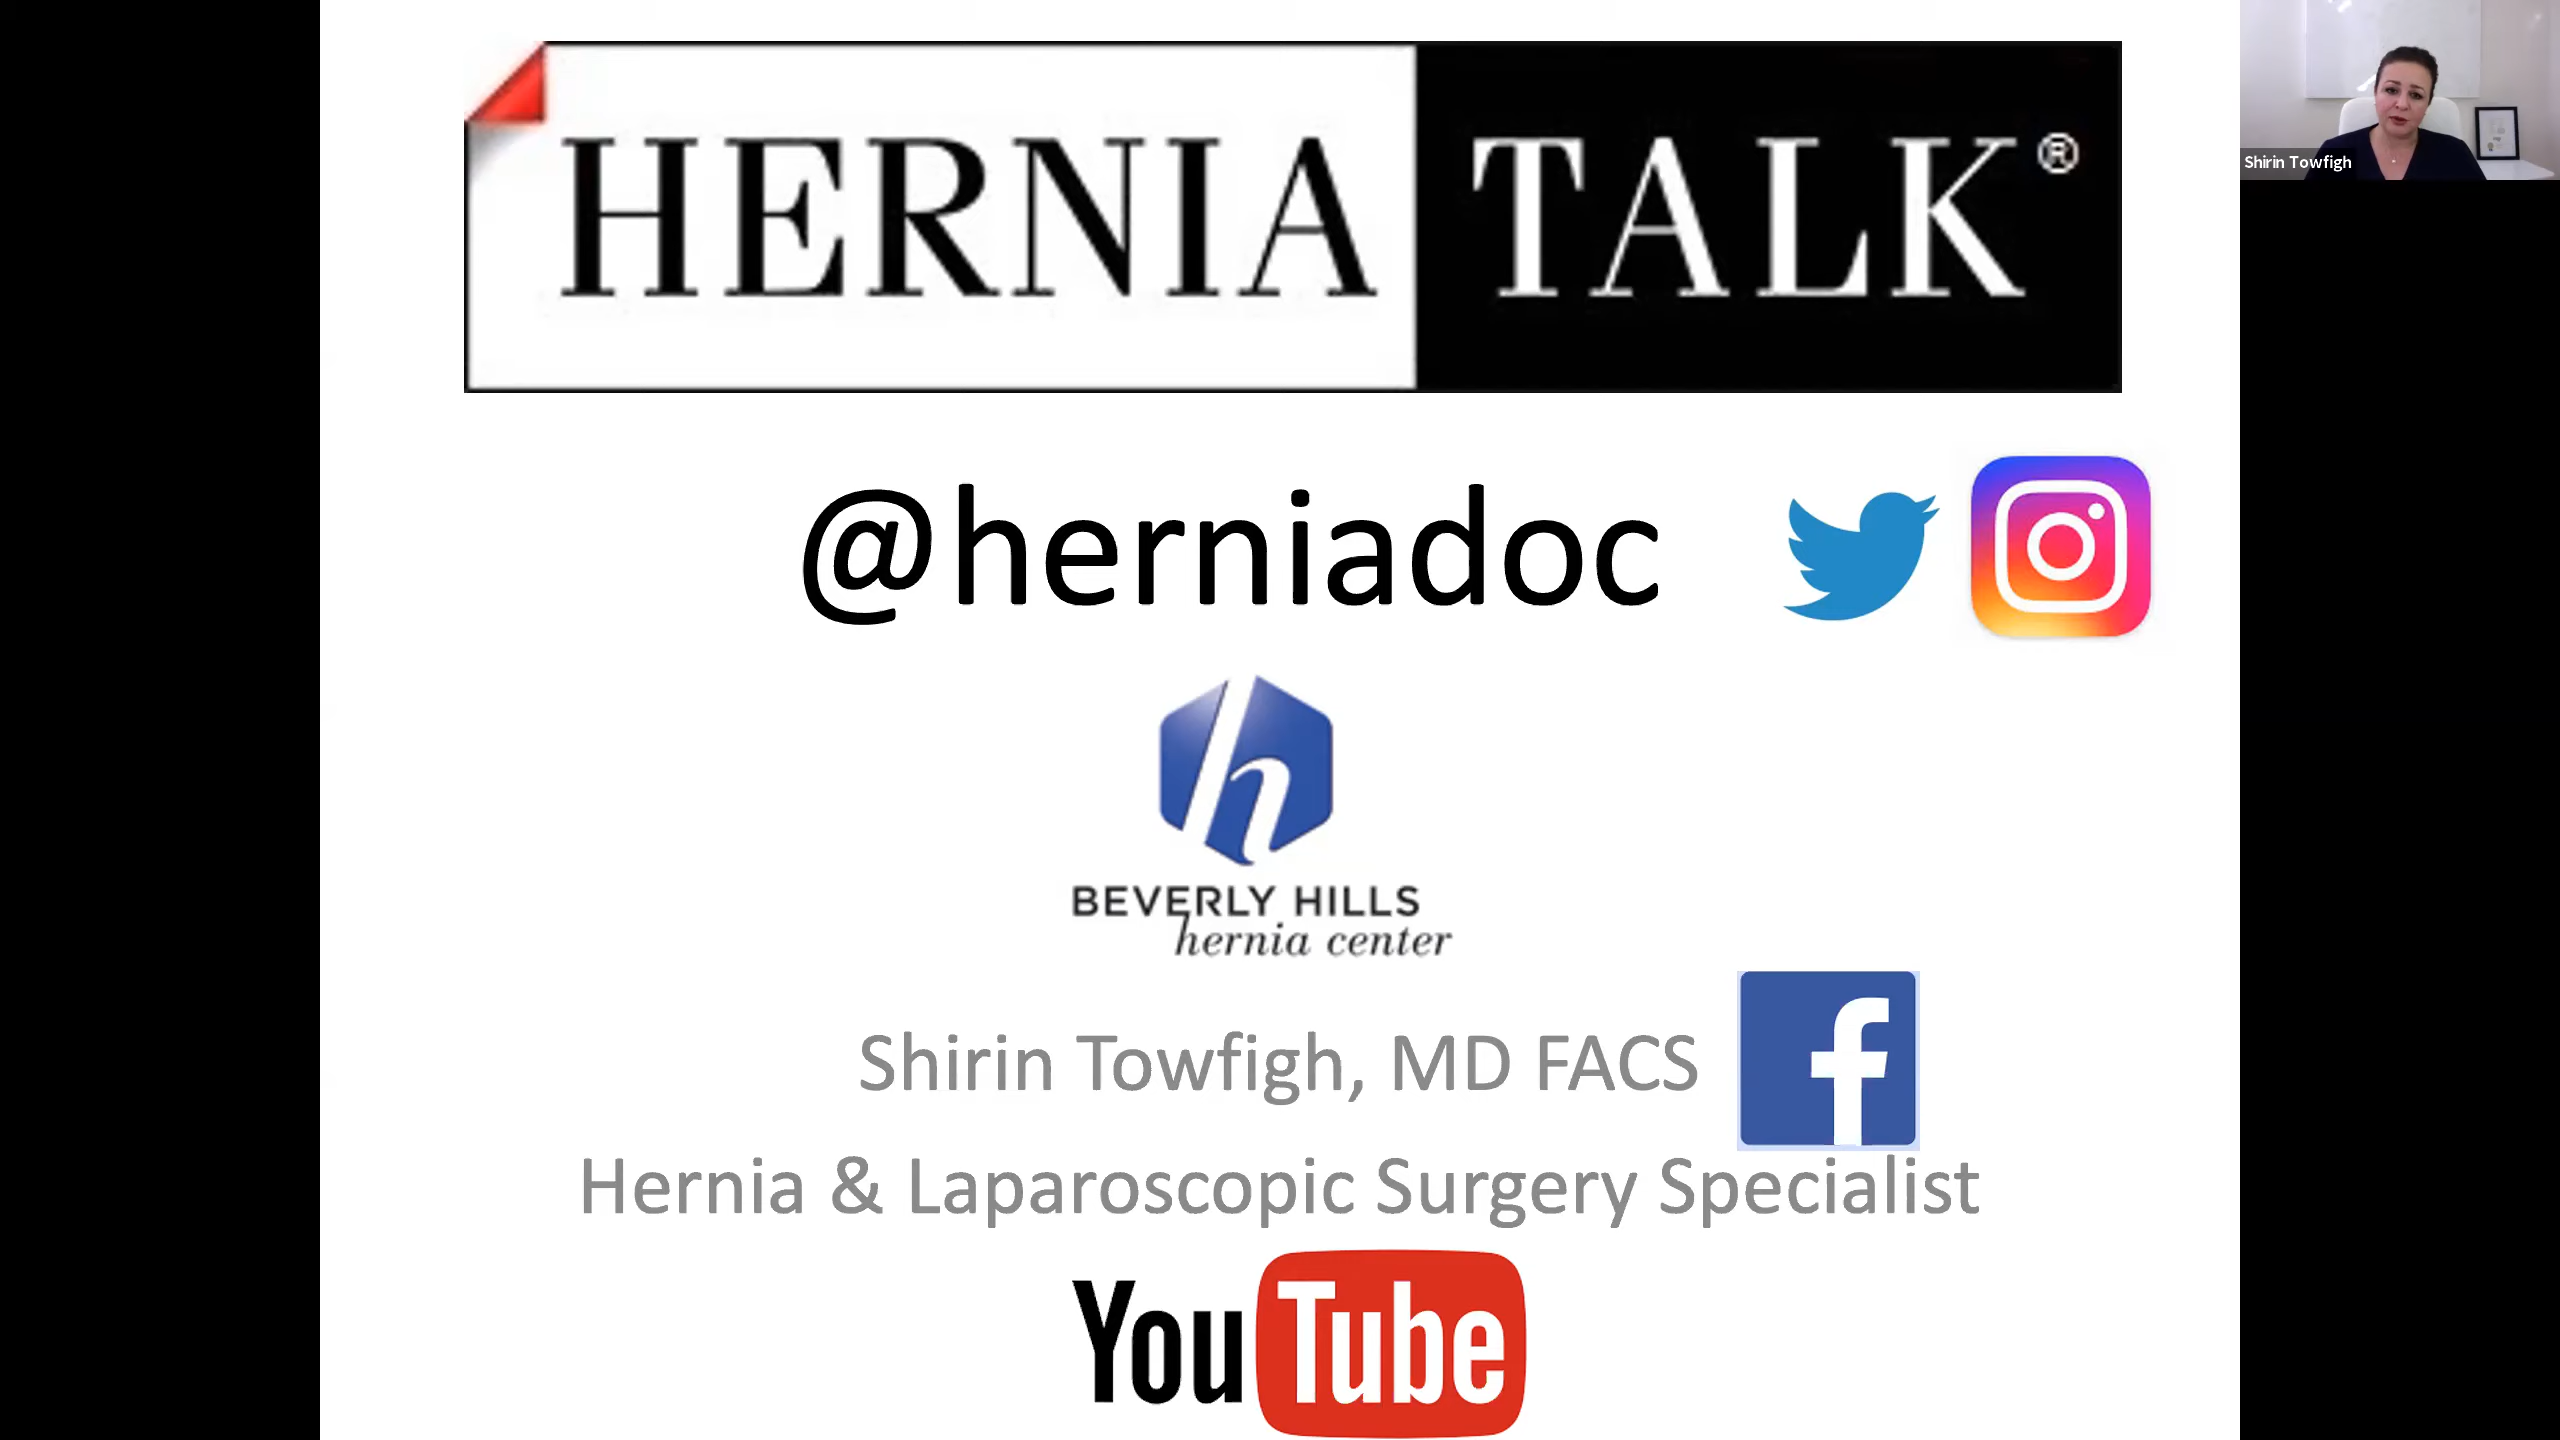 HERNIA TALK®
Shirin Towfigh
@herniadoc
h
BEVERLY HILLS
hernia center
Shirin Towfigh, MD FACS f
Hernia & Laparoscopic Surgery Specialist
YouTube